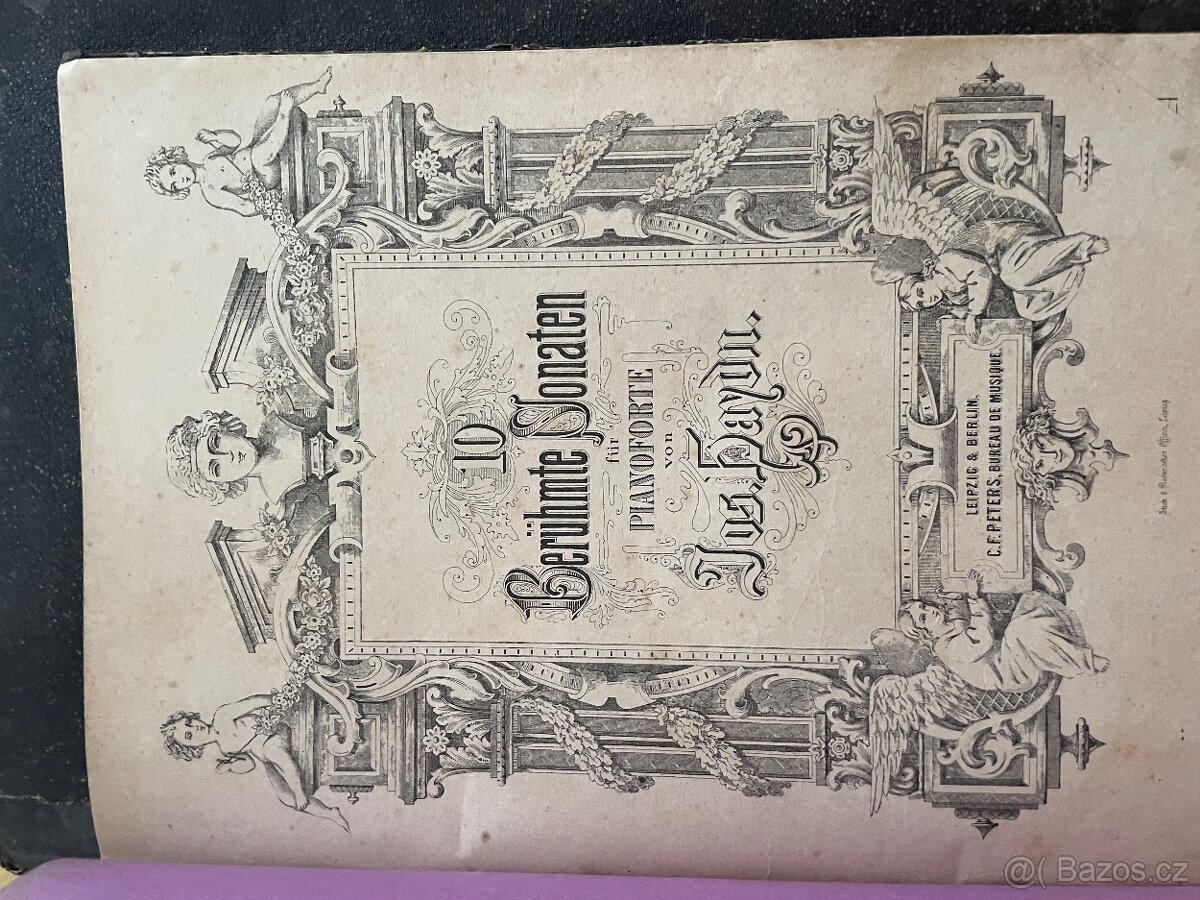 10
Berühmte Sonaten
für
PIANOFORTE
von
Jos. Haydn.
LEIPZIG & BERLIN.
C. F. PETERS, BUREAU DE MUSIQUE.
Bazos.cz